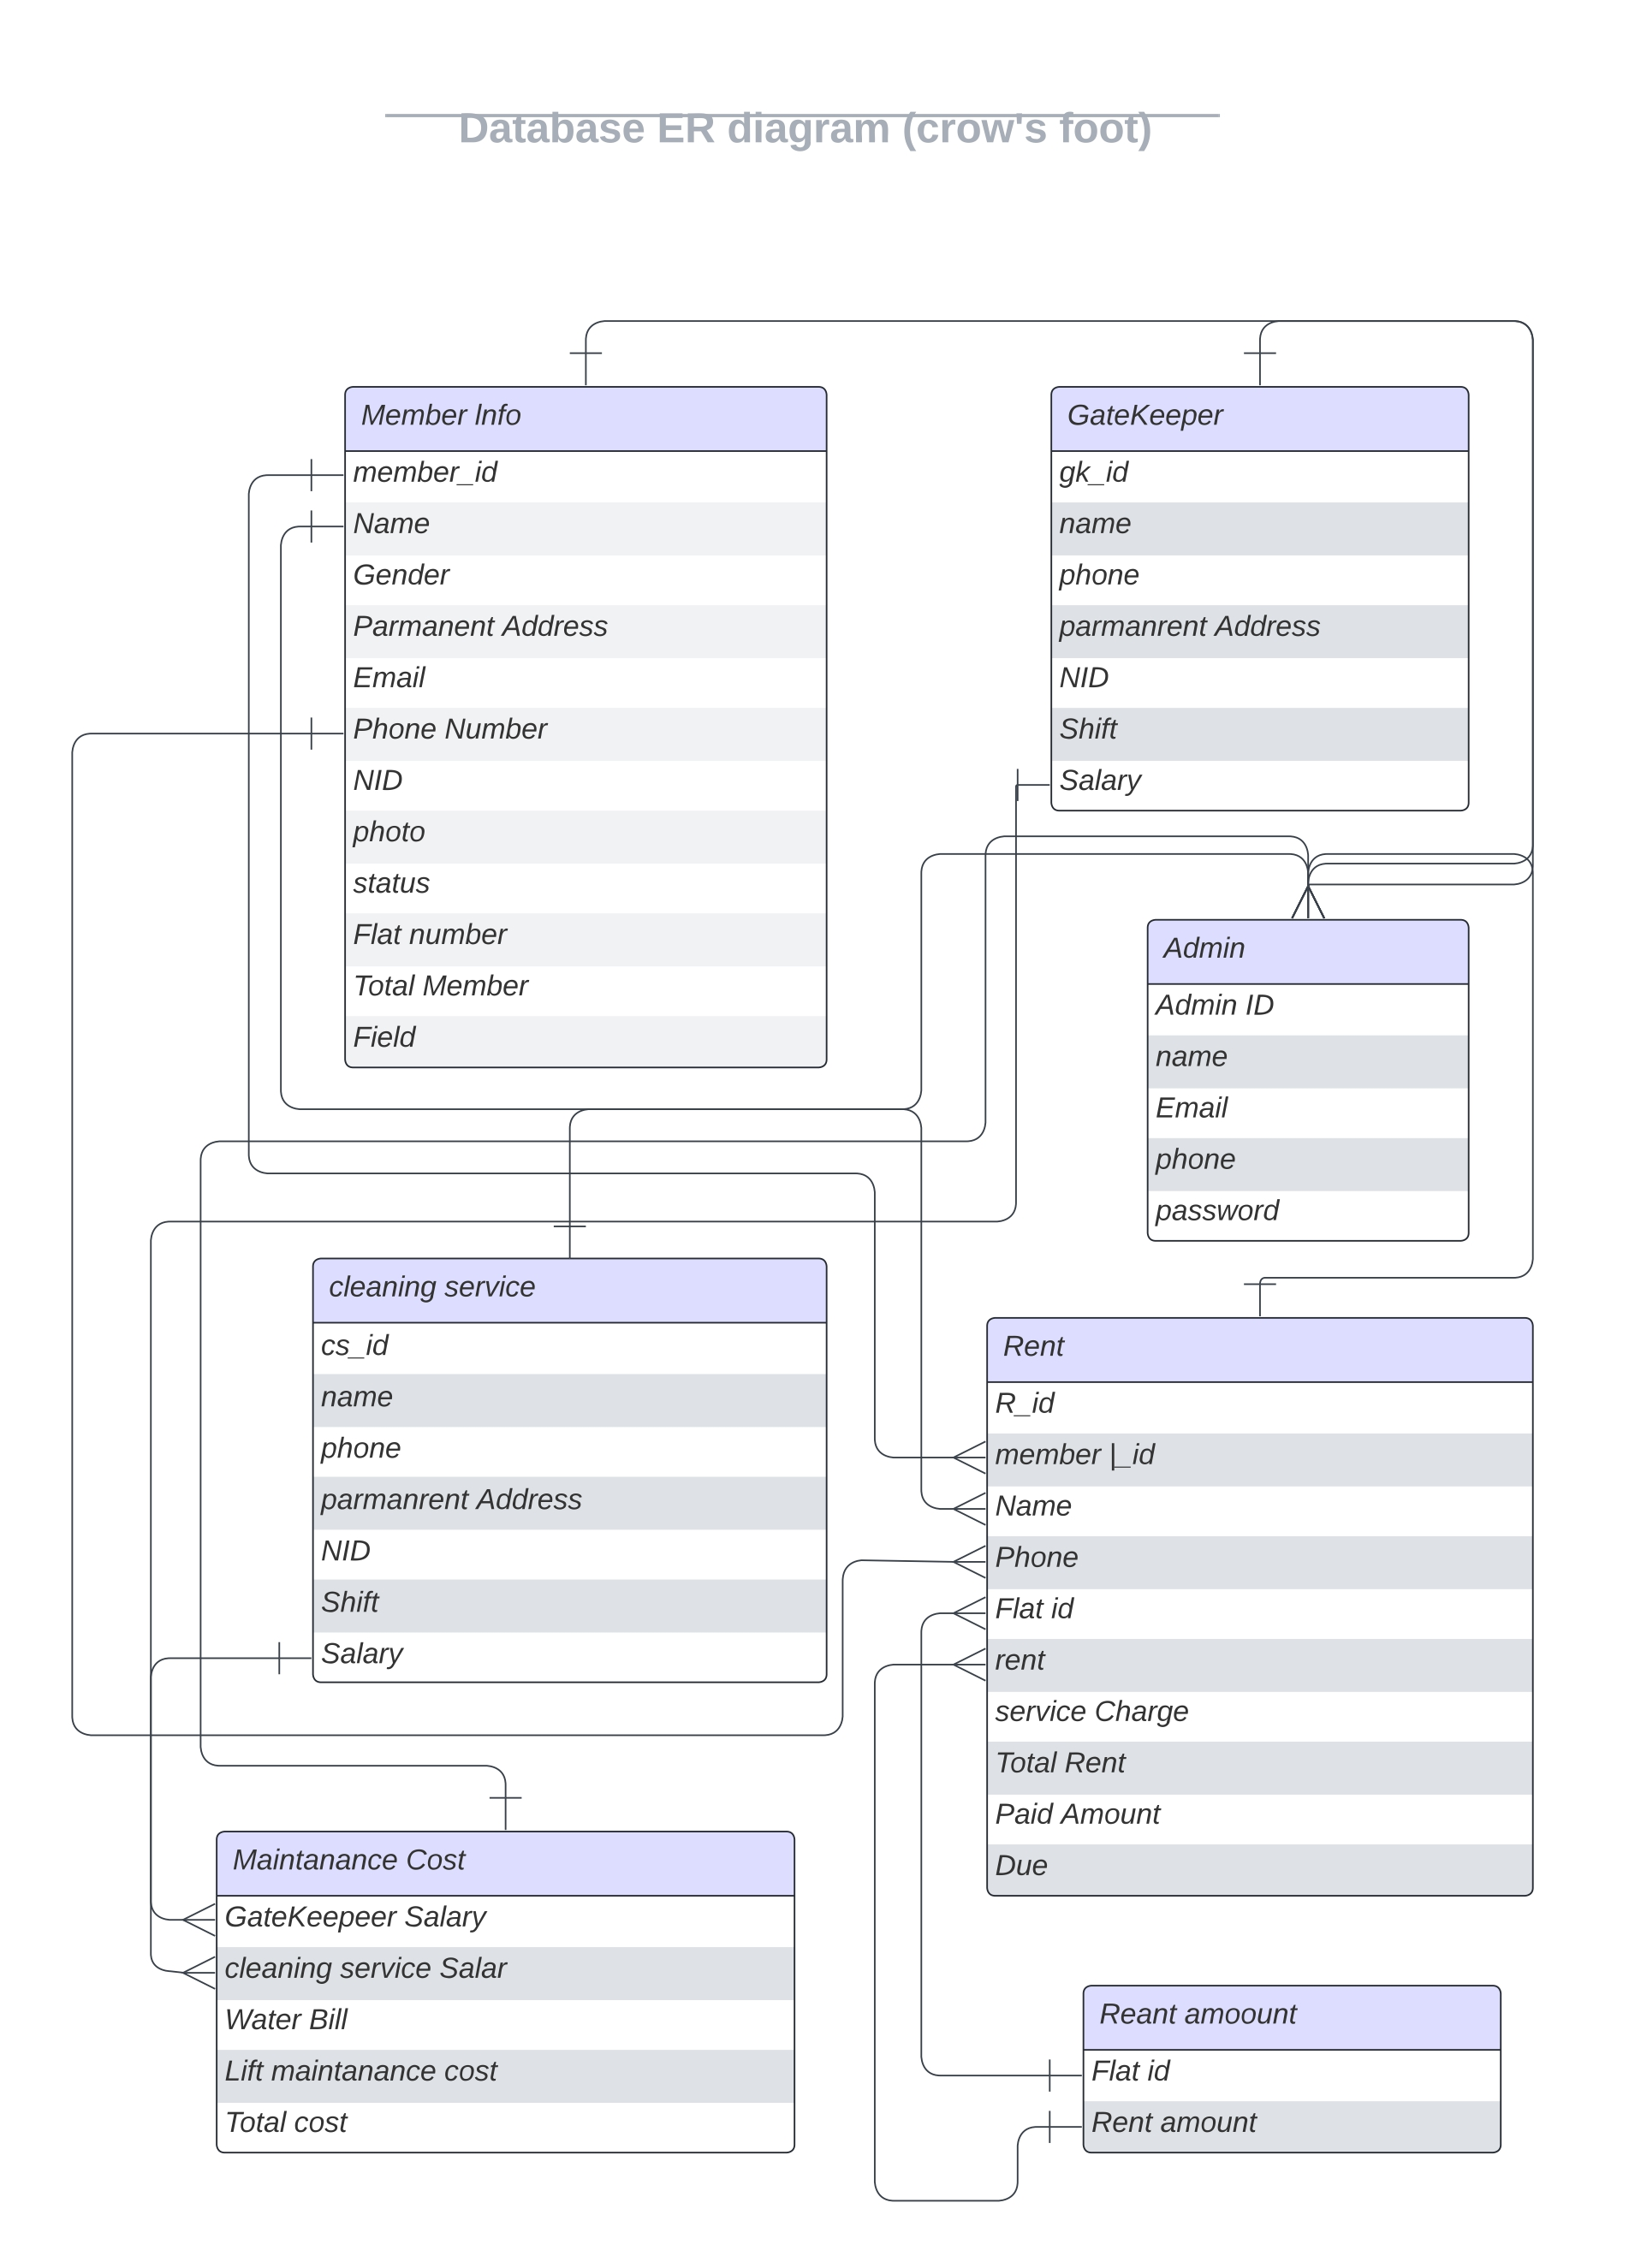 Database ER diagram (crow's foot)
Member Info
member_id
Name
Gender
Parmanent Address
Email
Phone Number
NID
photo
status
Flat number
Total Member
Field
GateKeeper
gk_id
name
phone
parmanrent Address
NID
Shift
Salary
Admin
Admin ID
name
Email
phone
password
cleaning service
cs_id
name
phone
parmanrent Address
NID
Shift
Salary
Rent
R_id
member |_id
Name
Phone
Flat id
rent
service Charge
Total Rent
Paid Amount
Due
Maintanance Cost
GateKeepeer Salary
cleaning service Salar
Water Bill
Lift maintanance cost
Total cost
Reant amoount
Flat id
Rent amount